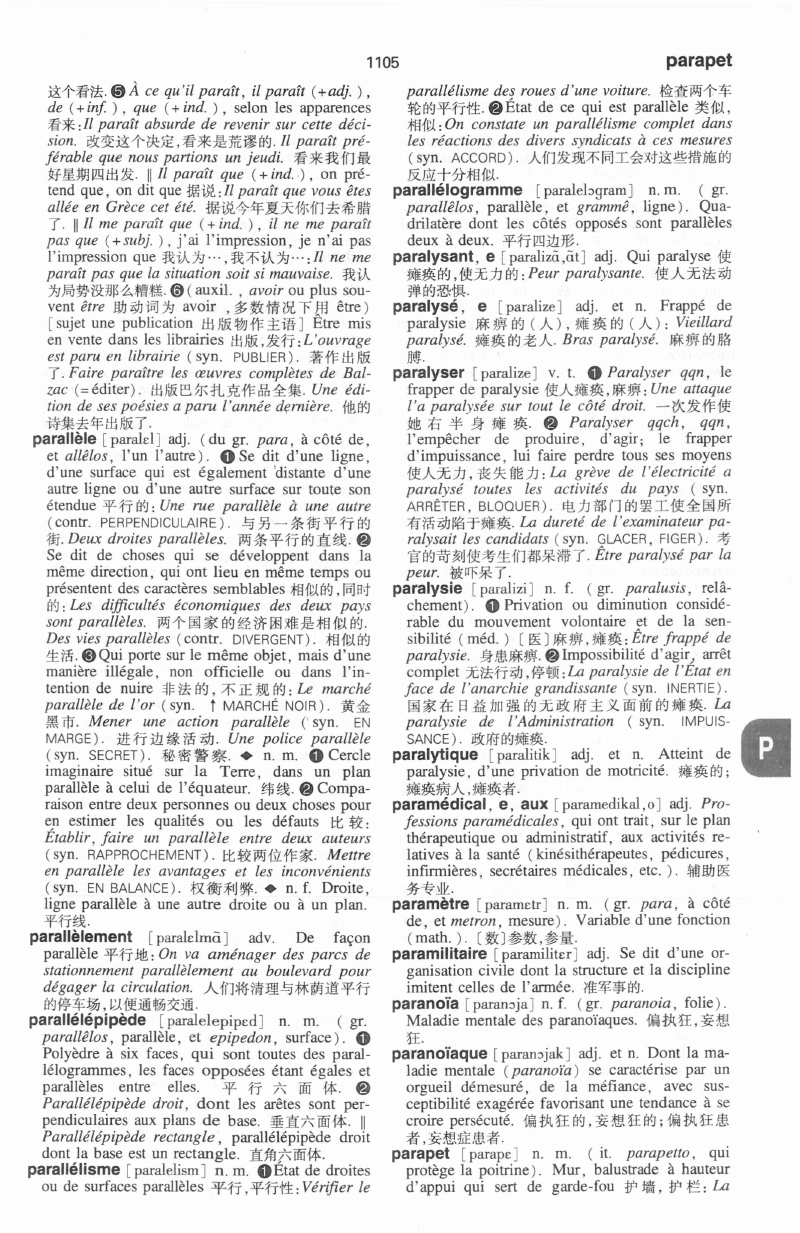 1105
parapet
这个看法. ❺ À ce qu'il paraît, il paraît (+adj. ),
de (+inf. ), que (+ind. ), selon les apparences
看来:Il paraît absurde de revenir sur cette déci-
sion. 改变这个决定,看来是荒谬的. Il paraît pré-
férable que nous partions un jeudi. 看来我们最
好星期四出发. ‖ Il paraît que (+ind. ), on pré-
tend que, on dit que 据说:Il paraît que vous êtes
allée en Grèce cet été. 据说今年夏天你们去希腊
了. ‖ Il me paraît que (+ind. ), il ne me paraît
pas que (+subj. ), j'ai l'impression, je n'ai pas
l'impression que 我认为…,我不认为…:Il ne me
paraît pas que la situation soit si mauvaise. 我认
为局势没那么糟糕. ❻ (auxil. , avoir ou plus sou-
vent être 助动词为 avoir ,多数情况下用 être)
[sujet une publication 出版物作主语] Être mis
en vente dans les librairies 出版,发行:L'ouvrage
est paru en librairie (syn. PUBLIER). 著作出版
了. Faire paraître les œuvres complètes de Bal-
zac (=éditer). 出版巴尔扎克作品全集. Une édi-
tion de ses poésies a paru l'année dernière. 他的
诗集去年出版了.
parallèle [paralɛl] adj. (du gr. para, à côté de,
et allêlos, l'un l'autre). ❶ Se dit d'une ligne,
d'une surface qui est également distante d'une
autre ligne ou d'une autre surface sur toute son
étendue 平行的: Une rue parallèle à une autre
(contr. PERPENDICULAIRE). 与另一条街平行的
街. Deux droites parallèles. 两条平行的直线. ❷
Se dit de choses qui se développent dans la
même direction, qui ont lieu en même temps ou
présentent des caractères semblables 相似的,同时
的: Les difficultés économiques des deux pays
sont parallèles. 两个国家的经济困难是相似的.
Des vies parallèles (contr. DIVERGENT). 相似的
生活. ❸ Qui porte sur le même objet, mais d'une
manière illégale, non officielle ou dans l'in-
tention de nuire 非法的,不正规的: Le marché
parallèle de l'or (syn. ↑ MARCHÉ NOIR). 黄金
黑市. Mener une action parallèle (syn. EN
MARGE). 进行边缘活动. Une police parallèle
(syn. SECRET). 秘密警察. ◆ n. m. ❶ Cercle
imaginaire situé sur la Terre, dans un plan
parallèle à celui de l'équateur. 纬线. ❷ Compa-
raison entre deux personnes ou deux choses pour
en estimer les qualités ou les défauts 比较:
Établir, faire un parallèle entre deux auteurs
(syn. RAPPROCHEMENT). 比较两位作家. Mettre
en parallèle les avantages et les inconvénients
(syn. EN BALANCE). 权衡利弊. ◆ n. f. Droite,
ligne parallèle à une autre droite ou à un plan.
平行线.
parallèlement [paralɛlmɑ̃] adv. De façon
parallèle 平行地: On va aménager des parcs de
stationnement parallèlement au boulevard pour
dégager la circulation. 人们将清理与林荫道平行
的停车场,以便通畅交通.
parallélépipède [paralelepipɛd] n. m. ( gr.
parallêlos, parallèle, et epipedon, surface). ❶
Polyèdre à six faces, qui sont toutes des paral-
lélogrammes, les faces opposées étant égales et
parallèles entre elles. 平行六面体. ❷
Parallélépipède droit, dont les arêtes sont per-
pendiculaires aux plans de base. 垂直六面体. ‖
Parallélépipède rectangle, parallélépipède droit
dont la base est un rectangle. 直角六面体.
parallélisme [paralelism] n. m. ❶ État de droites
ou de surfaces parallèles 平行,平行性: Vérifier le
parallélisme des roues d'une voiture. 检查两个车
轮的平行性. ❷ État de ce qui est parallèle 类似,
相似:On constate un parallélisme complet dans
les réactions des divers syndicats à ces mesures
(syn. ACCORD). 人们发现不同工会对这些措施的
反应十分相似.
parallélogramme [paralelɔgram] n. m. ( gr.
parallêlos, parallèle, et grammê, ligne). Qua-
drilatère dont les côtés opposés sont parallèles
deux à deux. 平行四边形.
paralysant, e [paralizɑ̃,ɑ̃t] adj. Qui paralyse 使
瘫痪的,使无力的: Peur paralysante. 使人无法动
弹的恐惧.
paralysé, e [paralize] adj. et n. Frappé de
paralysie 麻痹的(人),瘫痪的(人): Vieillard
paralysé. 瘫痪的老人. Bras paralysé. 麻痹的胳
膊.
paralyser [paralize] v. t. ❶ Paralyser qqn, le
frapper de paralysie 使人瘫痪,麻痹: Une attaque
l'a paralysée sur tout le côté droit. 一次发作使
她右半身瘫痪. ❷ Paralyser qqch, qqn,
l'empêcher de produire, d'agir; le frapper
d'impuissance, lui faire perdre tous ses moyens
使人无力,丧失能力: La grève de l'électricité a
paralysé toutes les activités du pays ( syn.
ARRÊTER, BLOQUER). 电力部门的罢工使全国所
有活动陷于瘫痪. La dureté de l'examinateur pa-
ralysait les candidats (syn. GLACER, FIGER). 考
官的苛刻使考生们都呆滞了. Être paralysé par la
peur. 被吓呆了.
paralysie [paralizi] n. f. ( gr. paralusis, relâ-
chement). ❶ Privation ou diminution considé-
rable du mouvement volontaire et de la sen-
sibilité (méd.) [医]麻痹,瘫痪: Être frappé de
paralysie. 身患麻痹. ❷ Impossibilité d'agir, arrêt
complet 无法行动,停顿: La paralysie de l'État en
face de l'anarchie grandissante (syn. INERTIE).
国家在日益加强的无政府主义面前的瘫痪. La
paralysie de l'Administration ( syn. IMPUIS-
SANCE). 政府的瘫痪.
paralytique [paralitik] adj. et n. Atteint de
paralysie, d'une privation de motricité. 瘫痪的;
瘫痪病人,瘫痪者.
paramédical, e, aux [paramedikal,o] adj. Pro-
fessions paramédicales, qui ont trait, sur le plan
thérapeutique ou administratif, aux activités re-
latives à la santé (kinésithérapeutes, pédicures,
infirmières, secrétaires médicales, etc.). 辅助医
务专业.
paramètre [paramɛtr] n. m. (gr. para, à côté
de, et metron, mesure). Variable d'une fonction
(math.). [数]参数,参量.
paramilitaire [paramilitɛr] adj. Se dit d'une or-
ganisation civile dont la structure et la discipline
imitent celles de l'armée. 准军事的.
paranoïa [paranɔja] n. f. (gr. paranoia, folie).
Maladie mentale des paranoïaques. 偏执狂,妄想
狂.
paranoïaque [paranɔjak] adj. et n. Dont la ma-
ladie mentale (paranoïa) se caractérise par un
orgueil démesuré, de la méfiance, avec sus-
ceptibilité exagérée favorisant une tendance à se
croire persécuté. 偏执狂的,妄想狂的;偏执狂患
者,妄想症患者.
parapet [parapɛ] n. m. ( it. parapetto, qui
protège la poitrine). Mur, balustrade à hauteur
d'appui qui sert de garde-fou 护墙,护栏: La
P